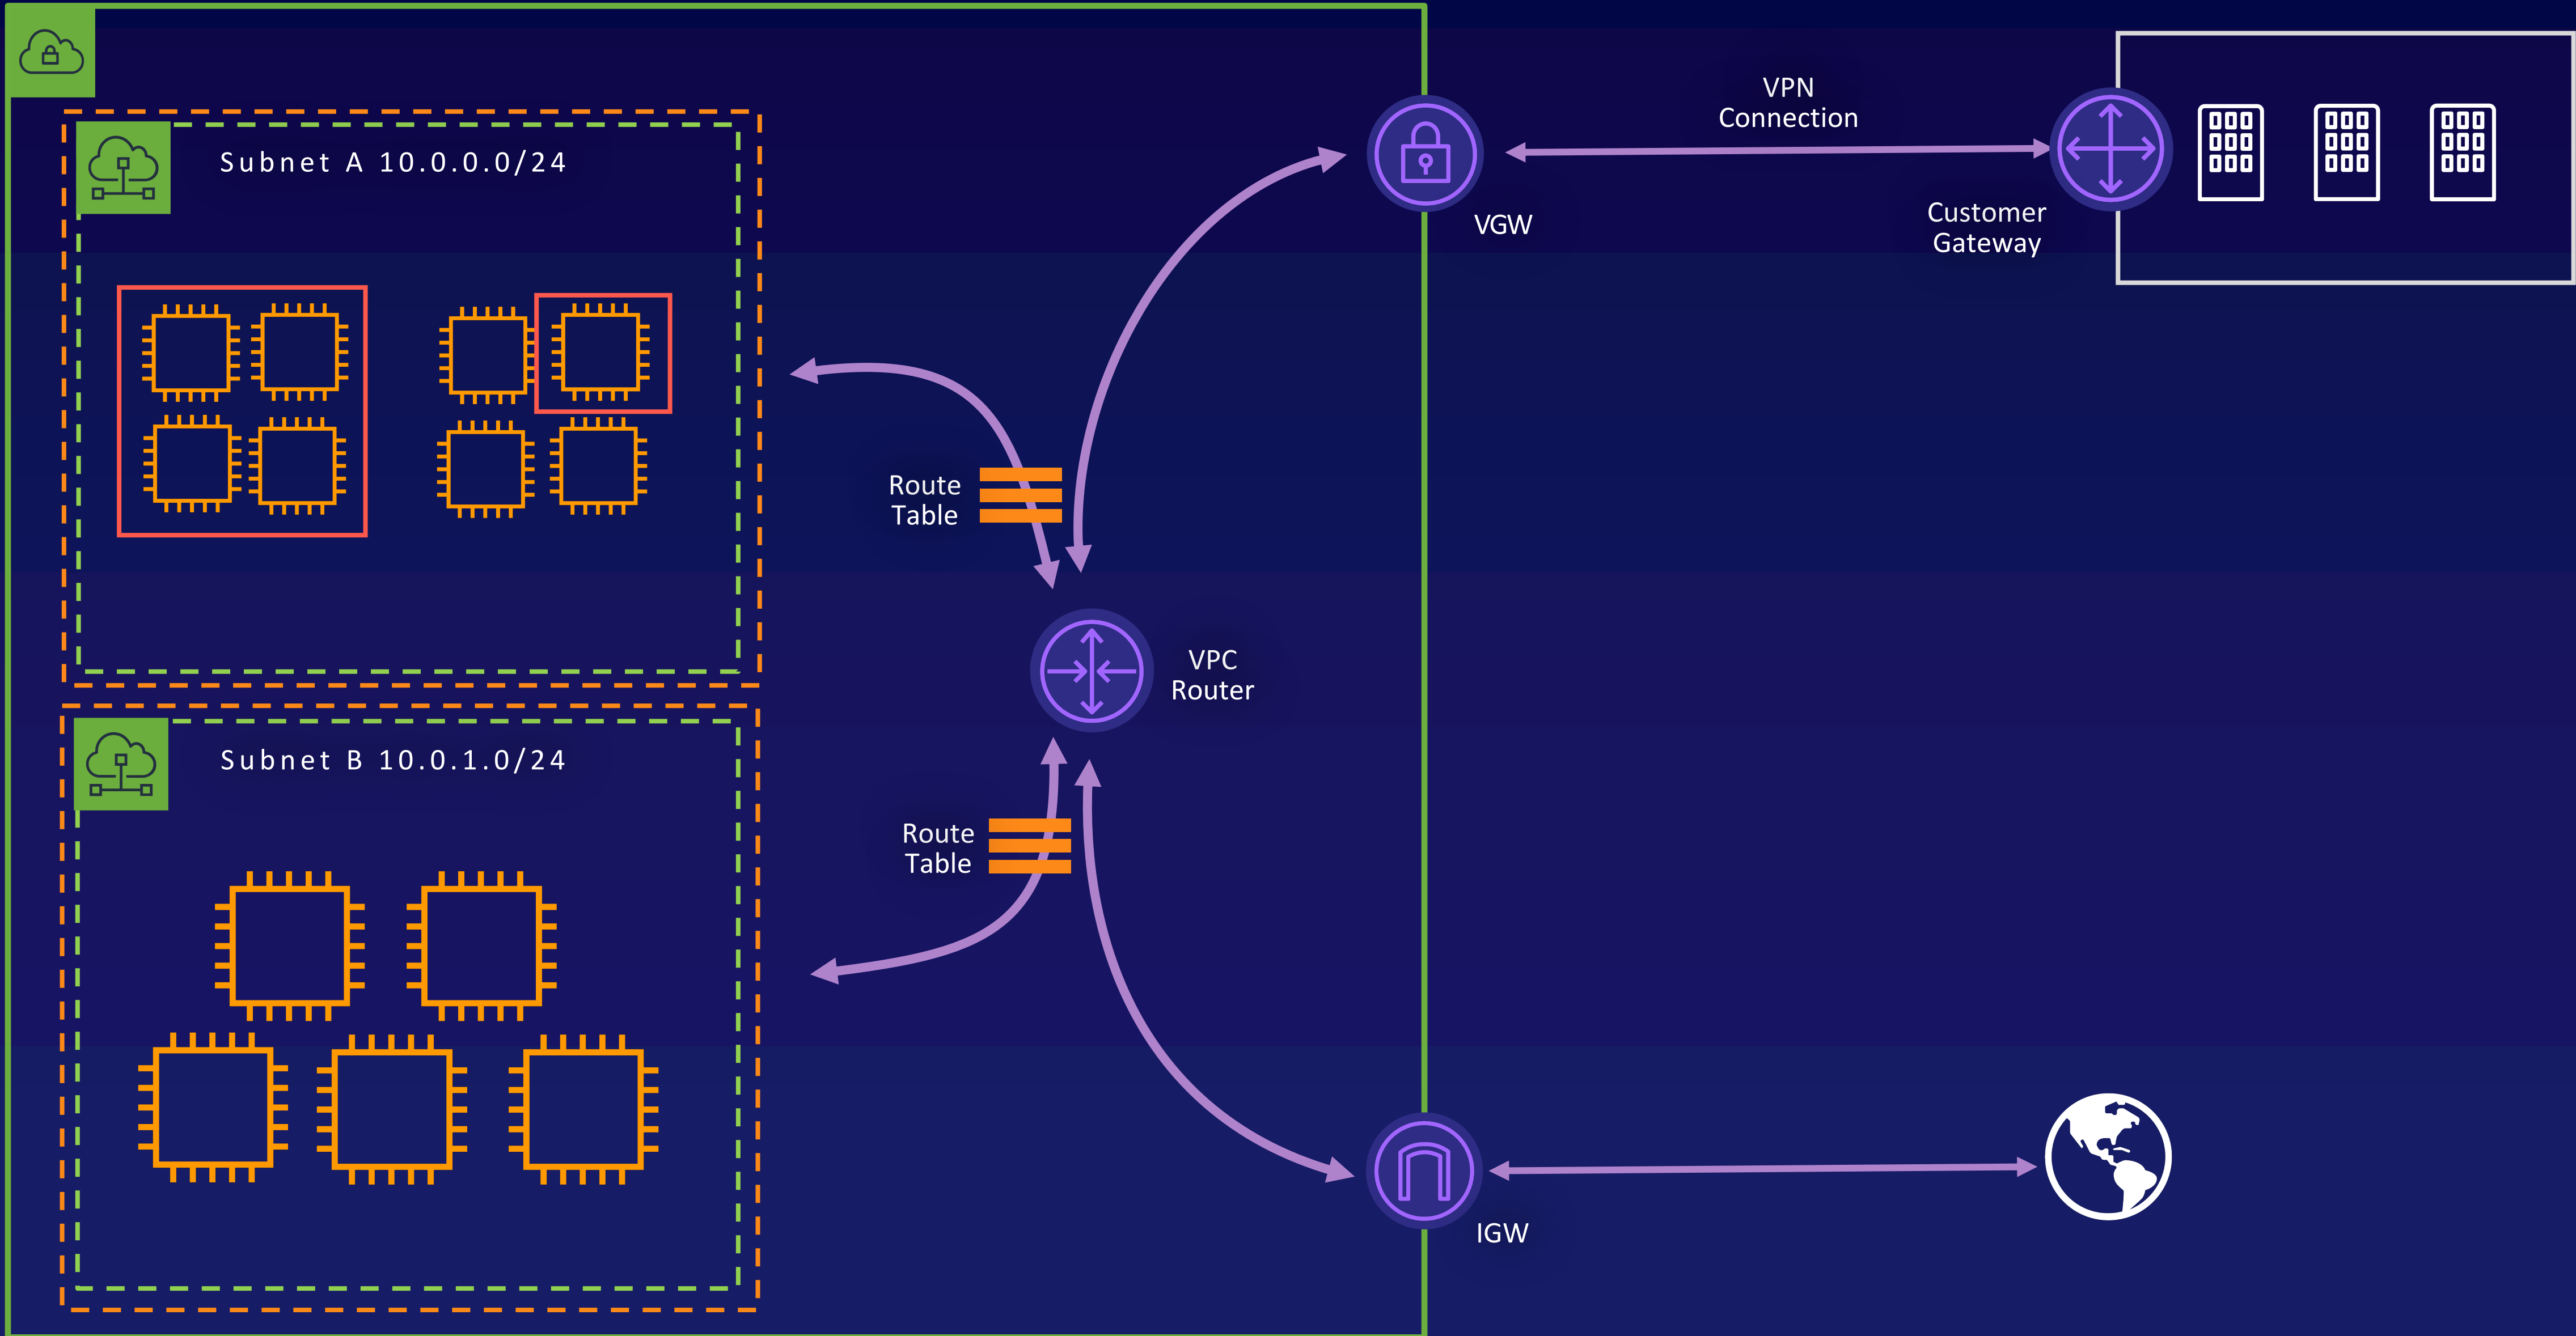 Subnet A 10.0.0.0/24
VPN
Connection
VGW
Customer
Gateway
Route
Table
VPC
Router
Subnet B 10.0.1.0/24
Route
Table
IGW